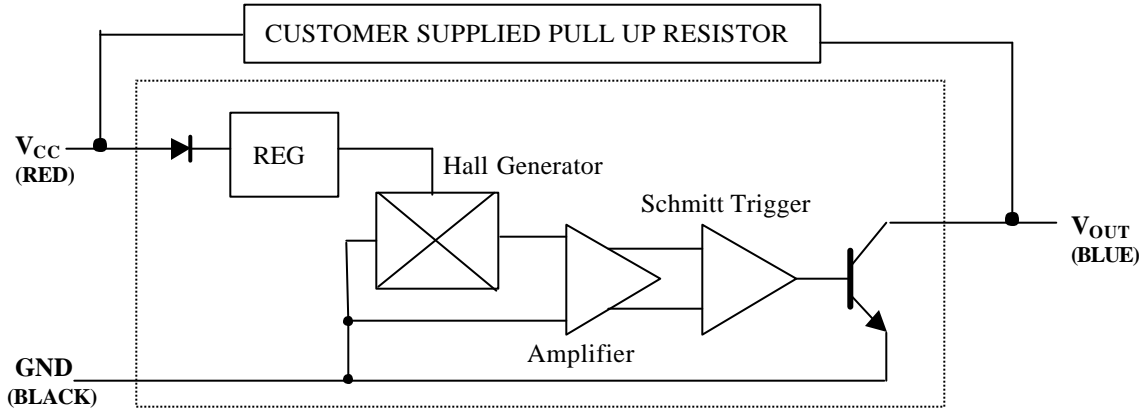 CUSTOMER SUPPLIED PULL UP RESISTOR
VCC
(RED)
REG
Hall Generator
Schmitt Trigger
VOUT
(BLUE)
Amplifier
GND
(BLACK)